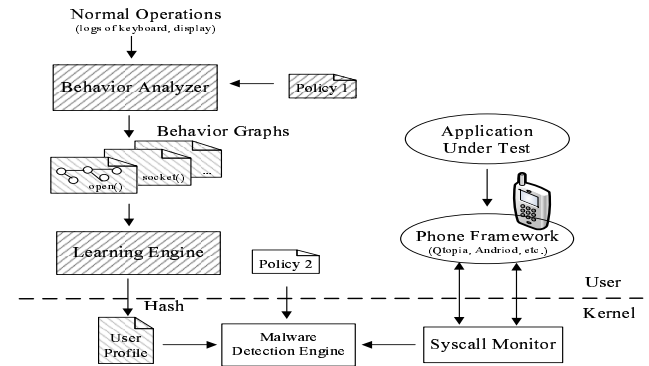 Normal Operations
(logs of keyboard, display)
Behavior Analyzer
Policy 1
Behavior Graphs
open()
socket()
...
Application
Under Test
Learning Engine
Policy 2
Phone Framework
(Qtopia, Andriod, etc.)
User
Kernel
Hash
User
Profile
Malware
Detection Engine
Syscall Monitor